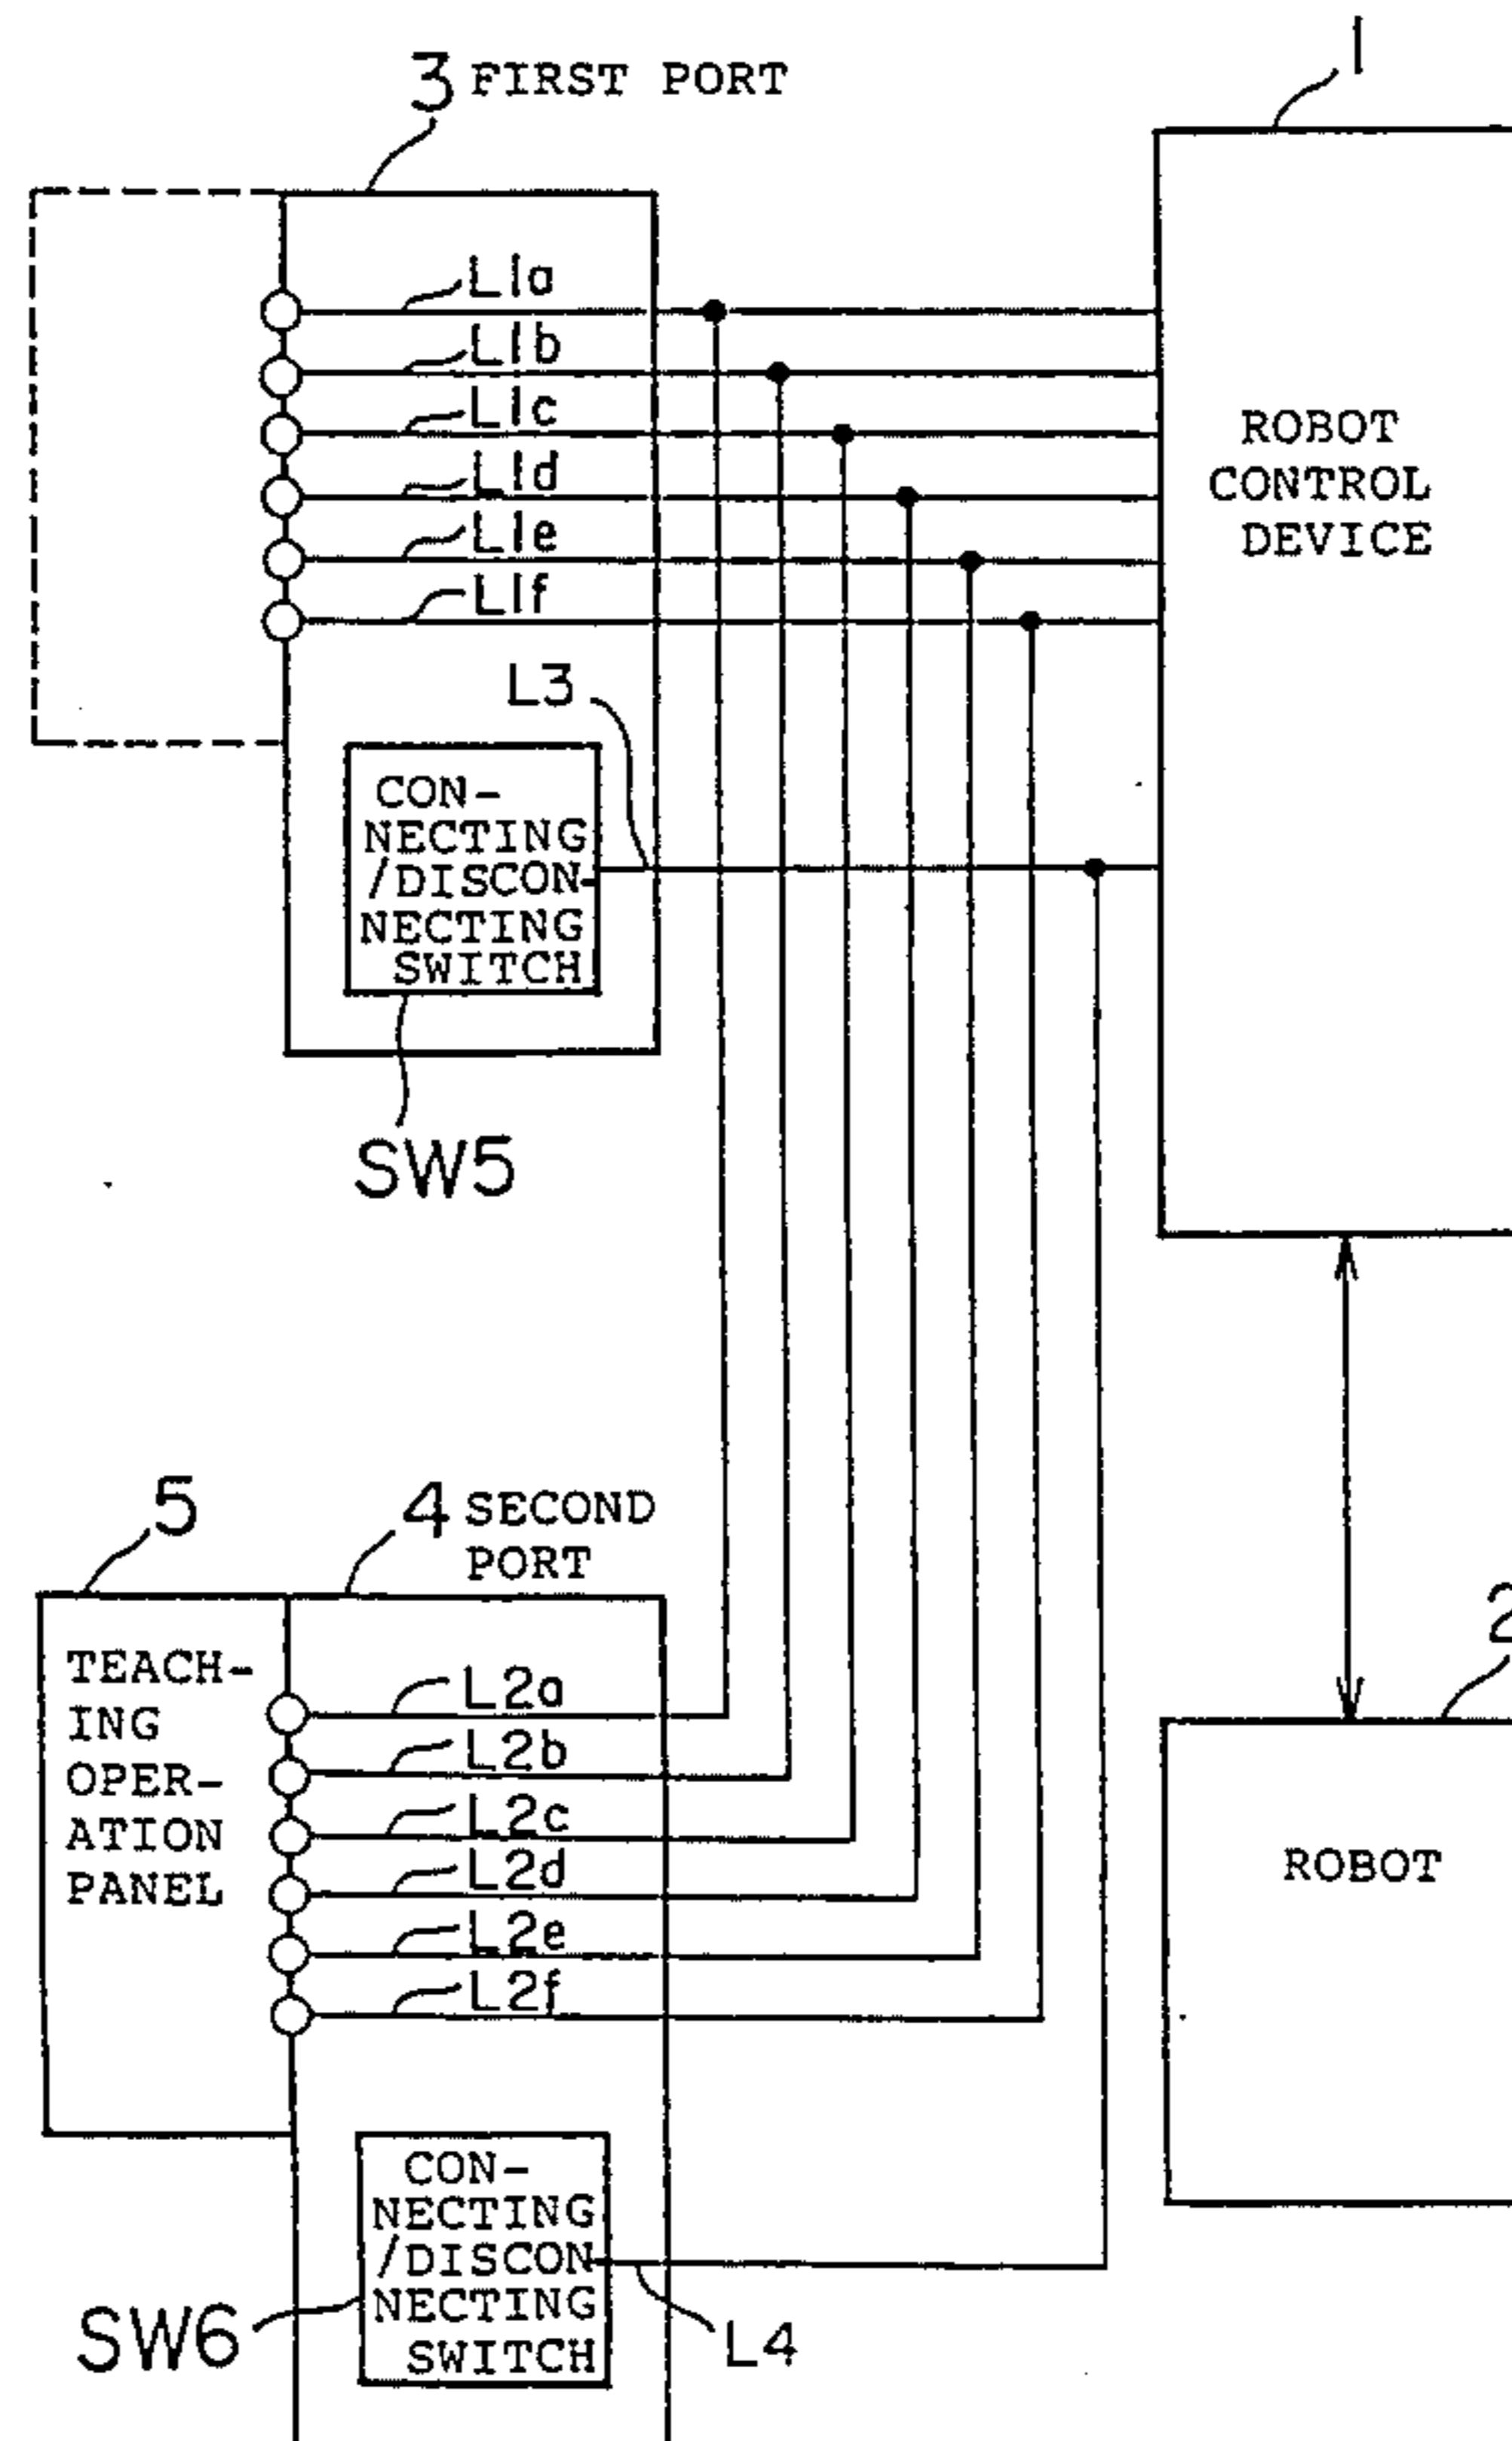 1
3 FIRST PORT
L1a
L1b
L1c
L1d
L1e
L1f
ROBOT
CONTROL
DEVICE
L3
CON-
NECTING
/DISCON-
NECTING
SWITCH
SW5
5
4 SECOND
PORT
2
TEACH-
ING
OPER-
ATION
PANEL
L2a
L2b
L2c
L2d
L2e
L2f
ROBOT
CON-
NECTING
/DISCON
NECTING
SWITCH
SW6
L4